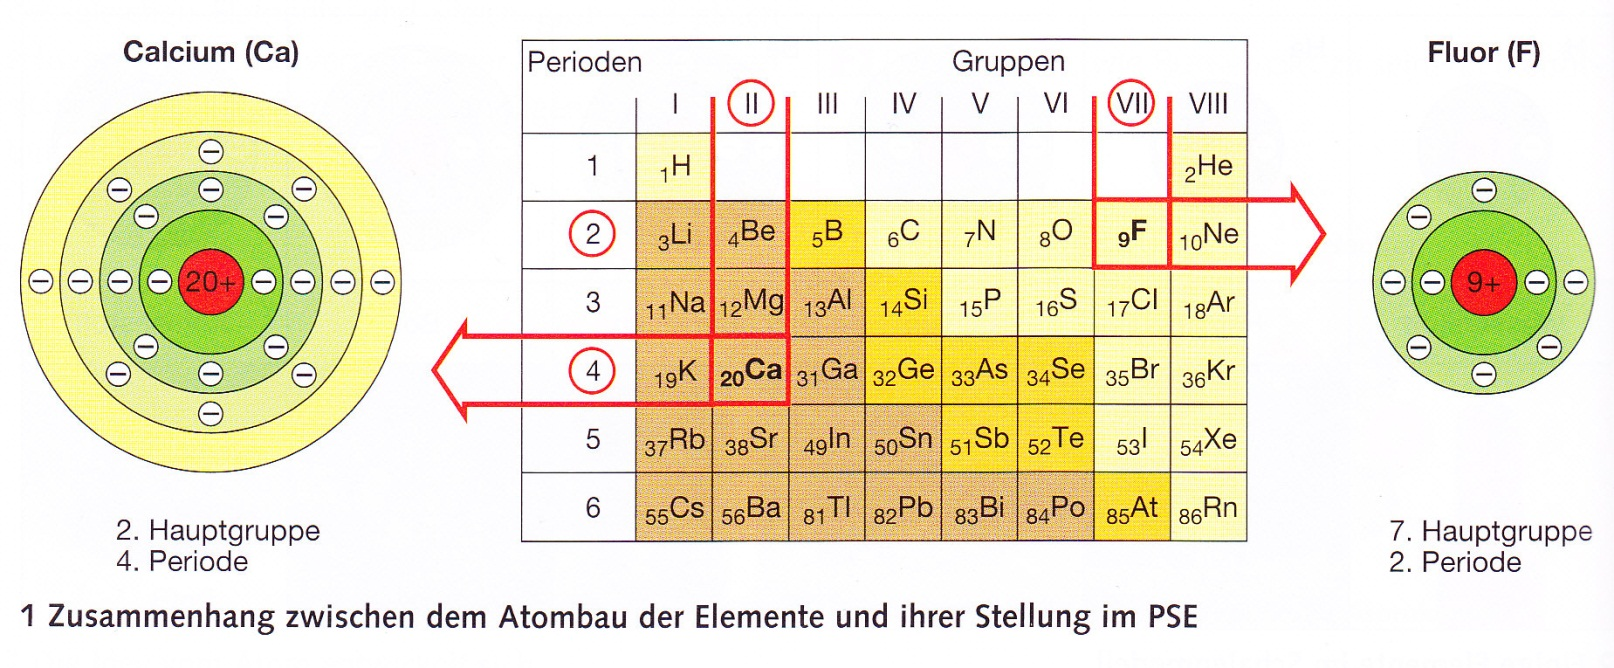 Calcium (Ca)
20+
2. Hauptgruppe
4. Periode
Perioden Gruppen
I II III IV V VI VII VIII
1 1H 2He
2 3Li 4Be 5B 6C 7N 8O 9F 10Ne
3 11Na 12Mg 13Al 14Si 15P 16S 17Cl 18Ar
4 19K 20Ca 31Ga 32Ge 33As 34Se 35Br 36Kr
5 37Rb 38Sr 49In 50Sn 51Sb 52Te 53I 54Xe
6 55Cs 56Ba 81Tl 82Pb 83Bi 84Po 85At 86Rn
Fluor (F)
9+
7. Hauptgruppe
2. Periode
1 Zusammenhang zwischen dem Atombau der Elemente und ihrer Stellung im PSE